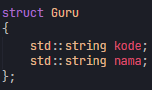 struct Guru
{
    std::string kode;
    std::string nama;
};